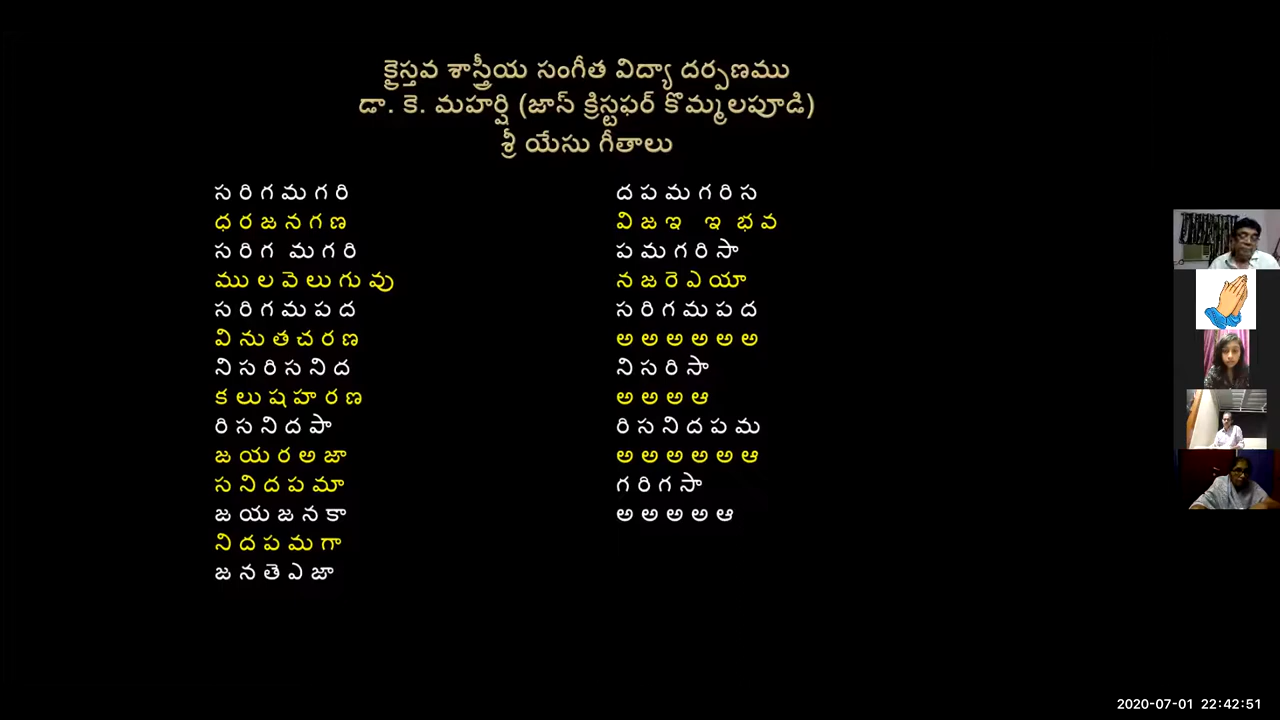 క్రైస్తవ శాస్త్రీయ సంగీత విద్యా దర్పణము
డా. కె. మహర్షి (జాస్ క్రిస్టఫర్ కొమ్మలపూడి)
శ్రీ యేసు గీతాలు
స రి గ మ గ రి
ధ ర జ న గ ణ
స రి గ మ గ రి
ము ల వె లు గు వు
స రి గ మ ప ద
వి ను త చ ర ణ
ని స రి స ని ద
క లు ష హ ర ణ
రి స ని ద పా
జ య ర అ జా
స ని ద ప మా
జ య జ న కా
ని ద ప మ గా
జ న తె ఎ జా
ద ప మ గ రి స
వి జ ఇ ఇ భ వ
ప మ గ రి సా
న జ రె ఎ యా
స రి గ మ ప ద
అ అ అ అ అ అ
ని స రి సా
అ అ అ ఆ
రి స ని ద ప మ
అ అ అ అ అ ఆ
గ రి గ సా
అ అ అ అ ఆ
2020-07-01 22:42:51